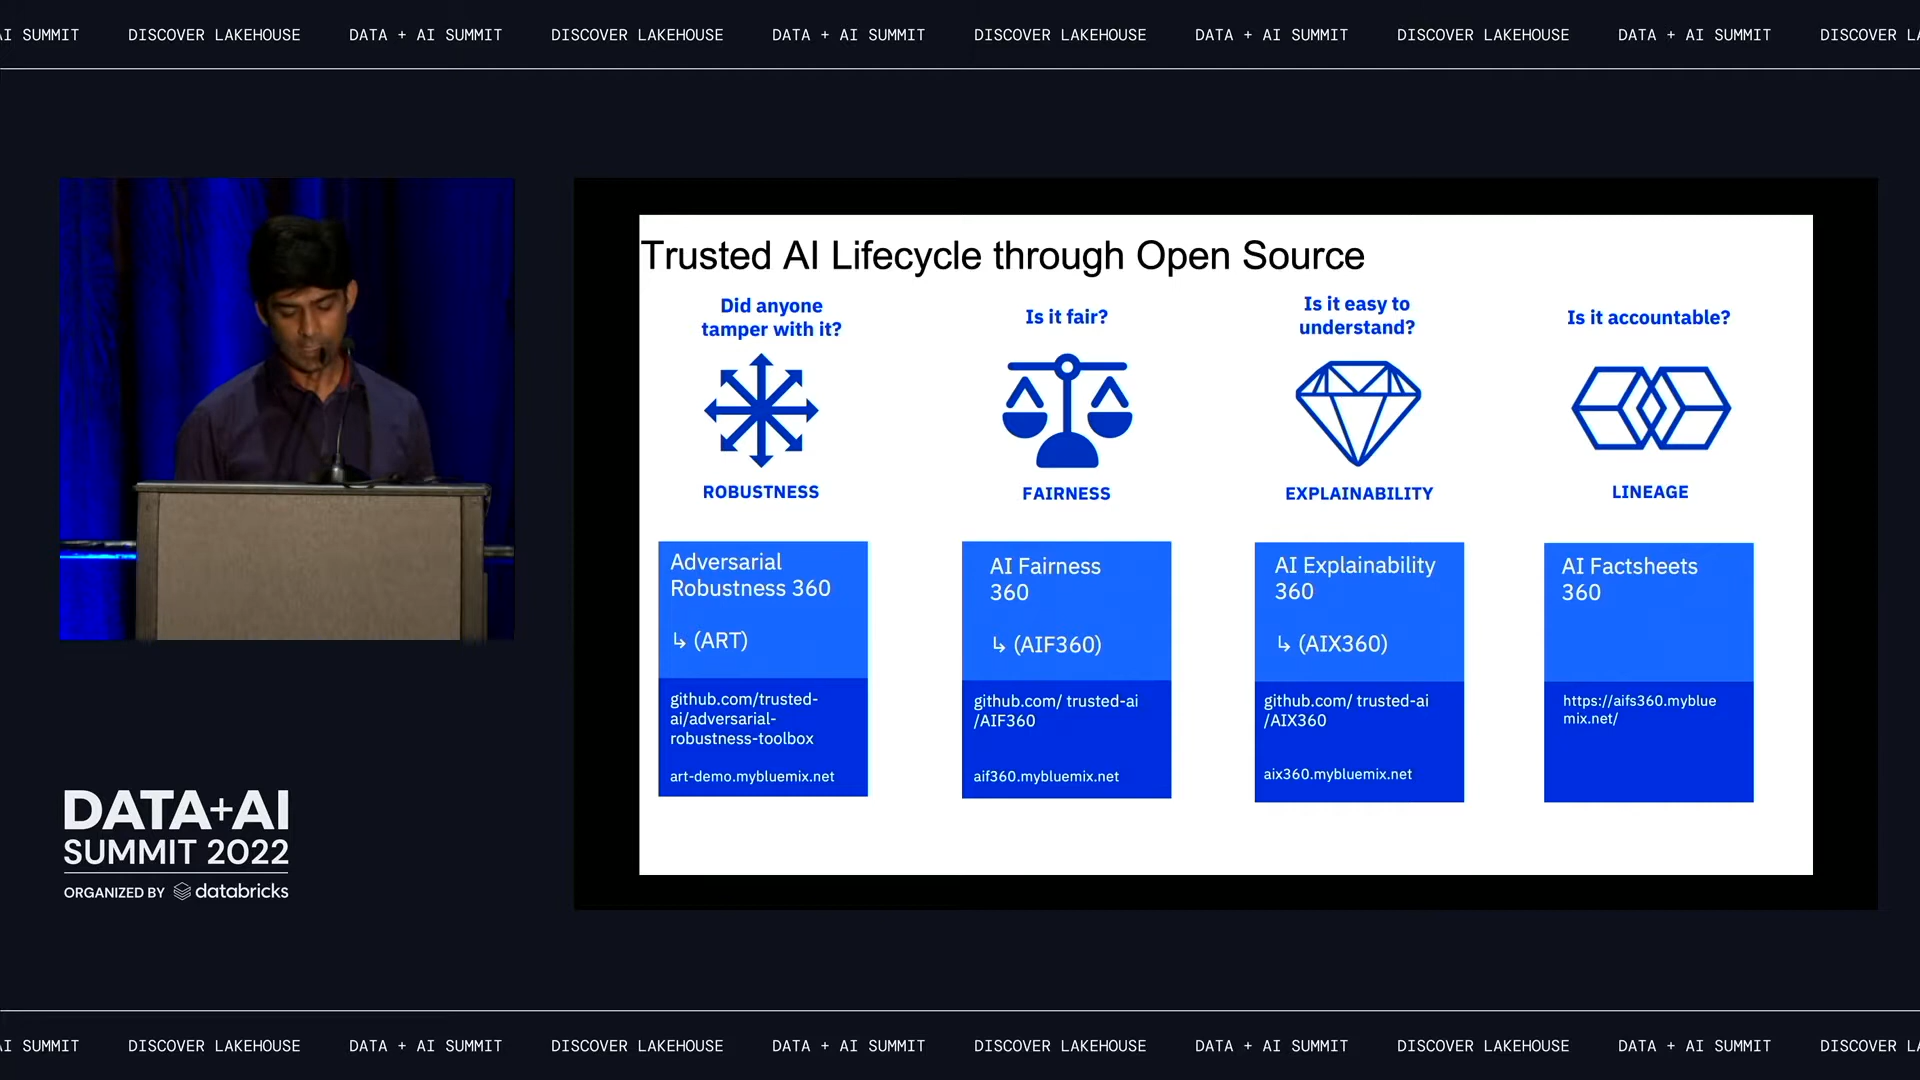 AI SUMMIT DISCOVER LAKEHOUSE DATA + AI SUMMIT DISCOVER LAKEHOUSE DATA + AI SUMMIT DISCOVER LAKEHOUSE DATA + AI SUMMIT DISCOVER LAKEHOUSE DATA + AI SUMMIT DISCOVER LA
Trusted AI Lifecycle through Open Source
Did anyone
tamper with it?
ROBUSTNESS
Adversarial
Robustness 360
↳ (ART)
github.com/trusted-
ai/adversarial-
robustness-toolbox
art-demo.mybluemix.net
Is it fair?
FAIRNESS
AI Fairness
360
↳ (AIF360)
github.com/ trusted-ai
/AIF360
aif360.mybluemix.net
Is it easy to
understand?
EXPLAINABILITY
AI Explainability
360
↳ (AIX360)
github.com/ trusted-ai
/AIX360
aix360.mybluemix.net
Is it accountable?
LINEAGE
AI Factsheets
360
https://aifs360.myblue
mix.net/
DATA+AI
SUMMIT 2022
ORGANIZED BY databricks
AI SUMMIT DISCOVER LAKEHOUSE DATA + AI SUMMIT DISCOVER LAKEHOUSE DATA + AI SUMMIT DISCOVER LAKEHOUSE DATA + AI SUMMIT DISCOVER LAKEHOUSE DATA + AI SUMMIT DISCOVER LA